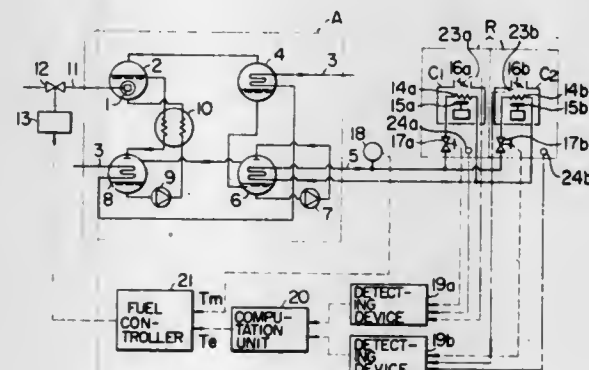 A
23a R 23b
12 11 2 4 3
C1 16a 16b C2
14a 14b
1 15a 15b
13 10 18 17a 17b
3 9 5 24a
8 6 7 24b
21 19a
FUEL CON-TROLLER Tm Te
20
COMPUTATION UNIT
DETECT-ING DEVICE
19b
DETECT-ING DEVICE